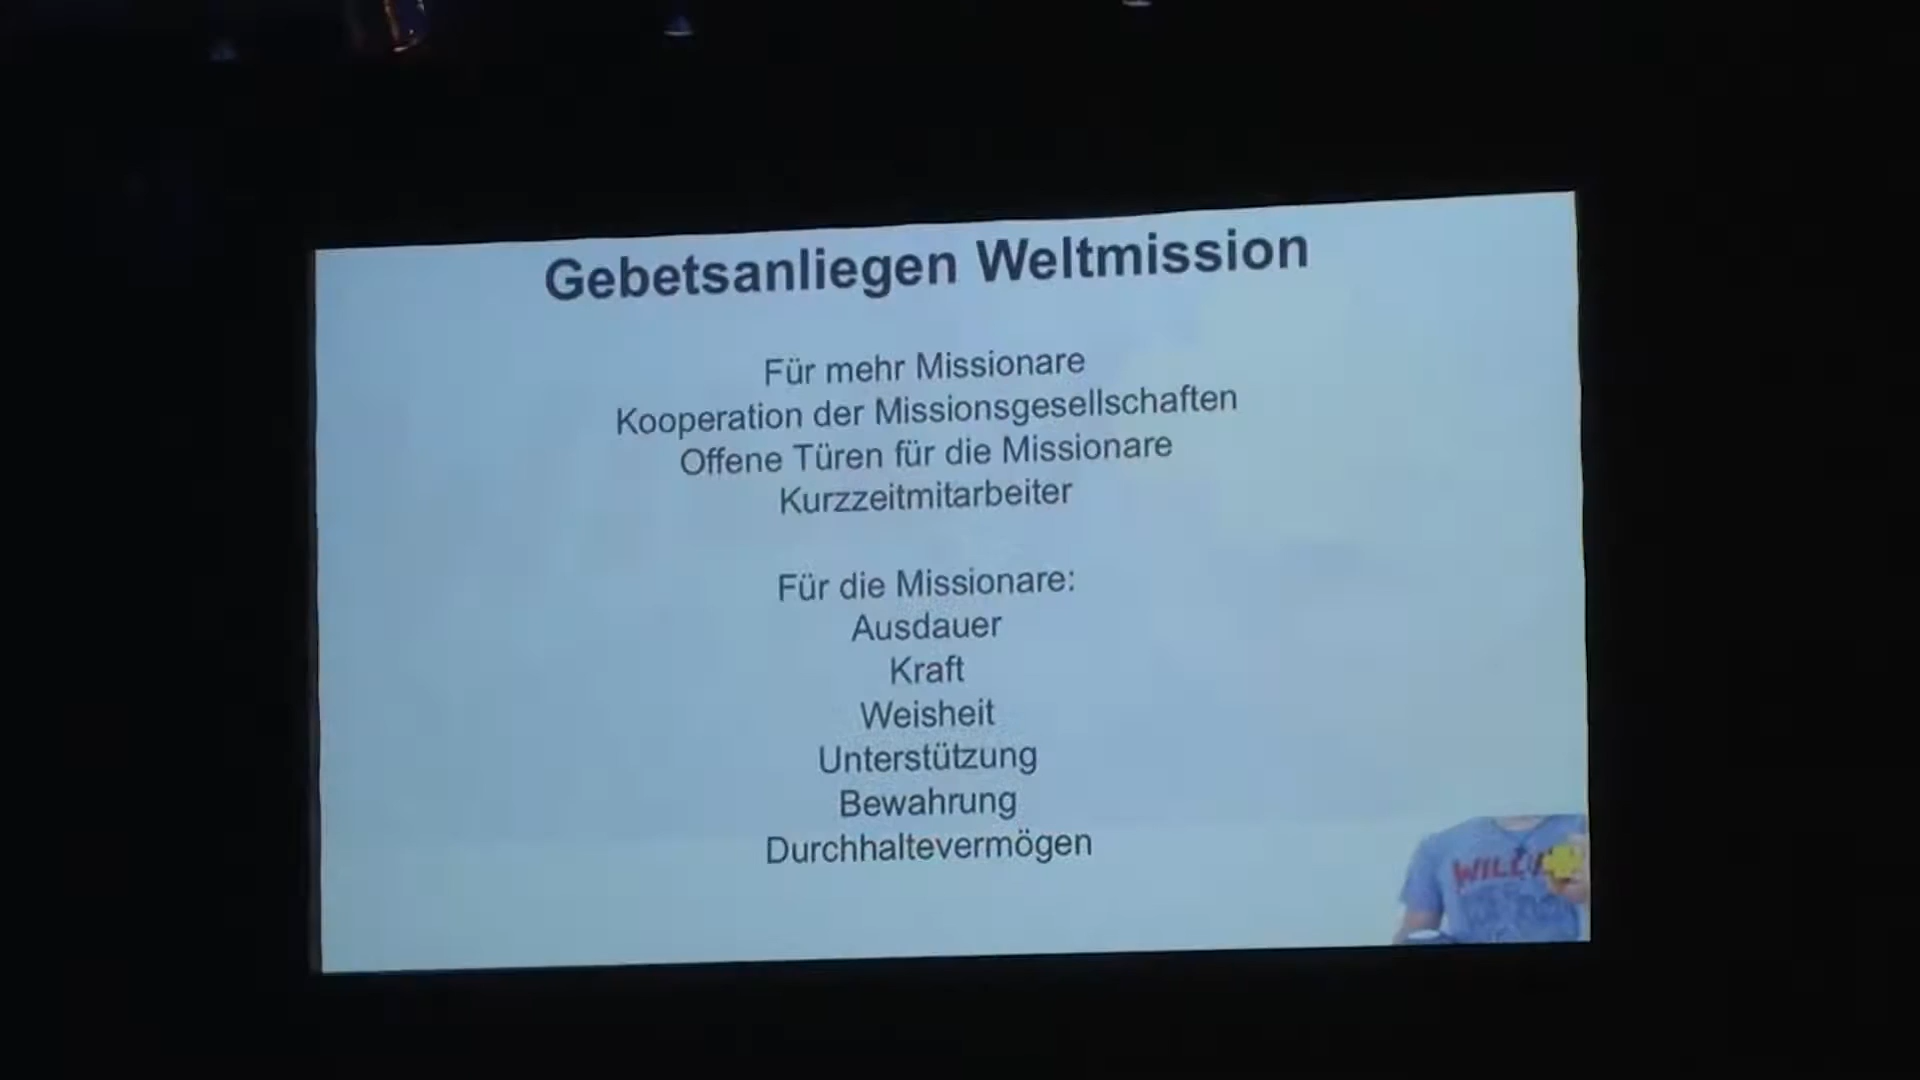 Gebetsanliegen Weltmission
Für mehr Missionare
Kooperation der Missionsgesellschaften
Offene Türen für die Missionare
Kurzzeitmitarbeiter
Für die Missionare:
Ausdauer
Kraft
Weisheit
Unterstützung
Bewahrung
Durchhaltevermögen